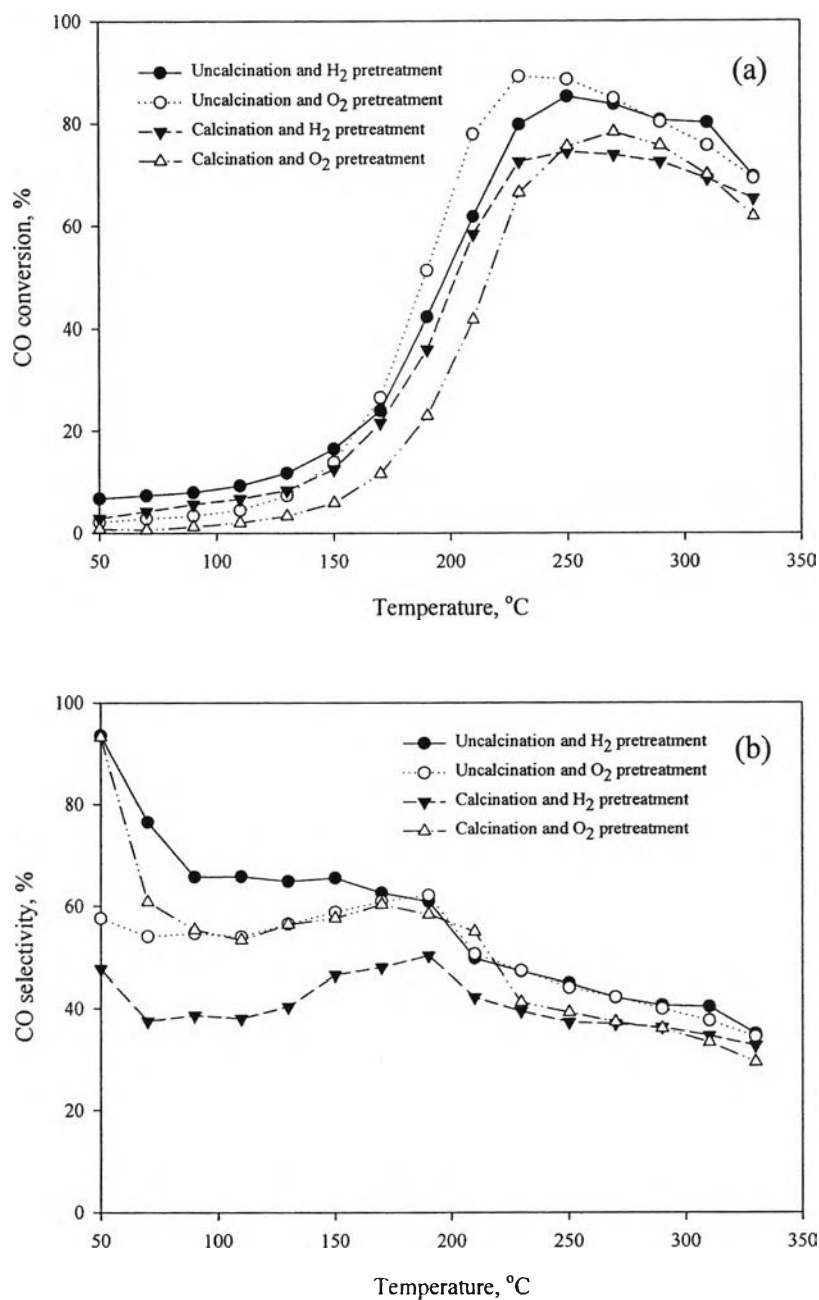 100
80
60
40
20
0
CO conversion, %
(a)
Uncalcination and H2 pretreatment
Uncalcination and O2 pretreatment
Calcination and H2 pretreatment
Calcination and O2 pretreatment
50 100 150 200 250 300 350
Temperature, °C
100
80
60
40
20
0
CO selectivity, %
(b)
Uncalcination and H2 pretreatment
Uncalcination and O2 pretreatment
Calcination and H2 pretreatment
Calcination and O2 pretreatment
50 100 150 200 250 300 350
Temperature, °C